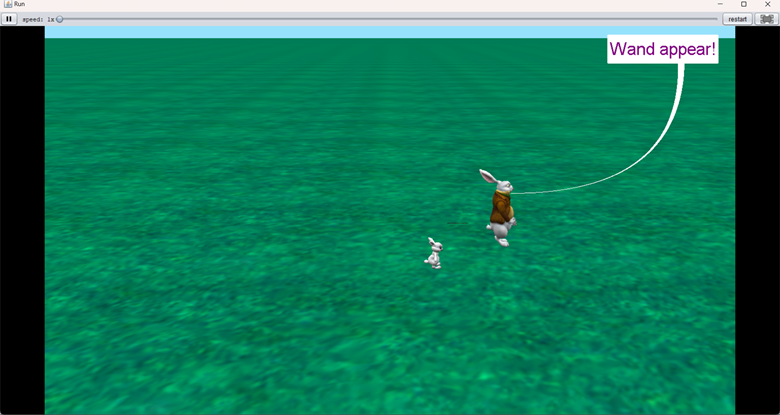 Run
speed: 1x
restart
Wand appear!